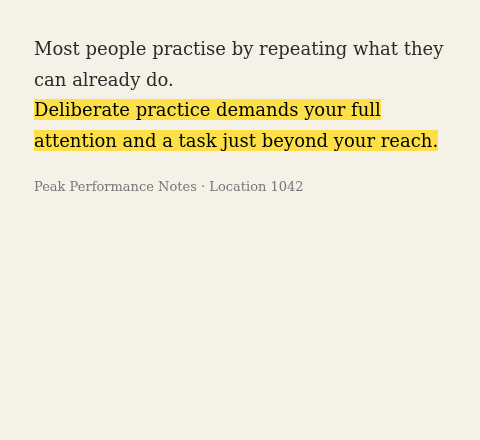 Most people practise by repeating what they
can already do.
Deliberate practice demands your full
attention and a task just beyond your reach.
Peak Performance Notes · Location 1042